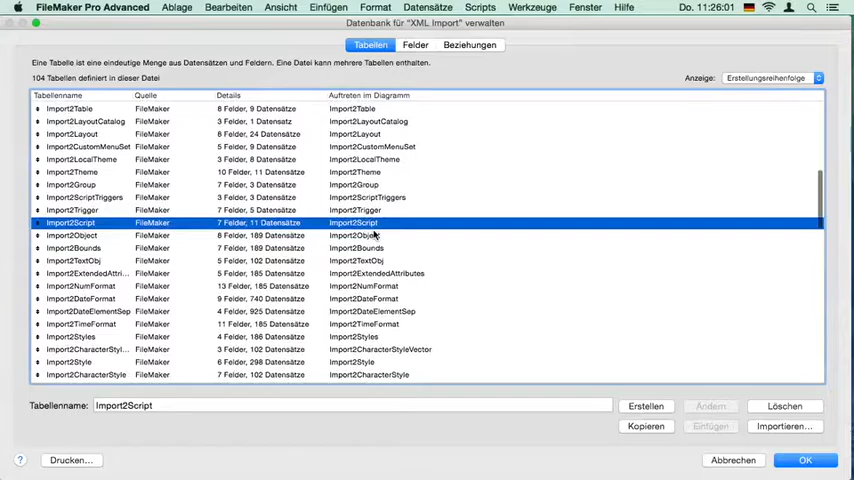 FileMaker Pro Advanced Ablage Bearbeiten Ansicht Einfügen Format Datensätze Scripts Werkzeuge Fenster Hilfe Do. 11:26:01
Datenbank für "XML Import" verwalten
Tabellen Felder Beziehungen
Eine Tabelle ist eine eindeutige Menge aus Datensätzen und Feldern. Eine Datei kann mehrere Tabellen enthalten.
104 Tabellen definiert in dieser Datei Anzeige: Erstellungsreihenfolge
Tabellenname Quelle Details Auftreten im Diagramm
Import2Table FileMaker 8 Felder, 9 Datensätze Import2Table
Import2LayoutCatalog FileMaker 3 Felder, 1 Datensatz Import2LayoutCatalog
Import2Layout FileMaker 8 Felder, 24 Datensätze Import2Layout
Import2CustomMenuSet FileMaker 5 Felder, 9 Datensätze Import2CustomMenuSet
Import2LocalTheme FileMaker 3 Felder, 8 Datensätze Import2LocalTheme
Import2Theme FileMaker 10 Felder, 11 Datensätze Import2Theme
Import2Group FileMaker 7 Felder, 3 Datensätze Import2Group
Import2ScriptTriggers FileMaker 3 Felder, 3 Datensätze Import2ScriptTriggers
Import2Trigger FileMaker 7 Felder, 5 Datensätze Import2Trigger
Import2Script FileMaker 7 Felder, 11 Datensätze Import2Script
Import2Object FileMaker 8 Felder, 189 Datensätze Import2Object
Import2Bounds FileMaker 7 Felder, 189 Datensätze Import2Bounds
Import2TextObj FileMaker 5 Felder, 102 Datensätze Import2TextObj
Import2ExtendedAttri... FileMaker 5 Felder, 185 Datensätze Import2ExtendedAttributes
Import2NumFormat FileMaker 13 Felder, 185 Datensätze Import2NumFormat
Import2DateFormat FileMaker 9 Felder, 740 Datensätze Import2DateFormat
Import2DateElementSep FileMaker 4 Felder, 925 Datensätze Import2DateElementSep
Import2TimeFormat FileMaker 11 Felder, 185 Datensätze Import2TimeFormat
Import2Styles FileMaker 4 Felder, 186 Datensätze Import2Styles
Import2CharacterStyl... FileMaker 3 Felder, 102 Datensätze Import2CharacterStyleVector
Import2Style FileMaker 6 Felder, 298 Datensätze Import2Style
Import2CharacterStyle FileMaker 7 Felder, 102 Datensätze Import2CharacterStyle
Tabellenname: Import2Script Erstellen Ändern Löschen
Kopieren Einfügen Importieren...
? Drucken... Abbrechen OK